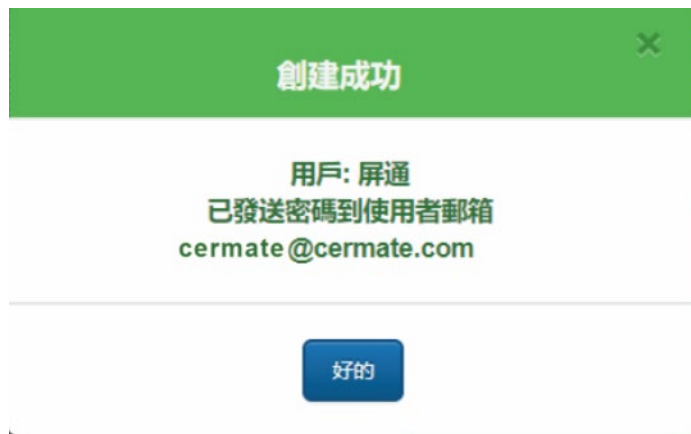 創建成功
用戶: 屏通
已發送密碼到使用者郵箱
cermate@cermate.com
好的